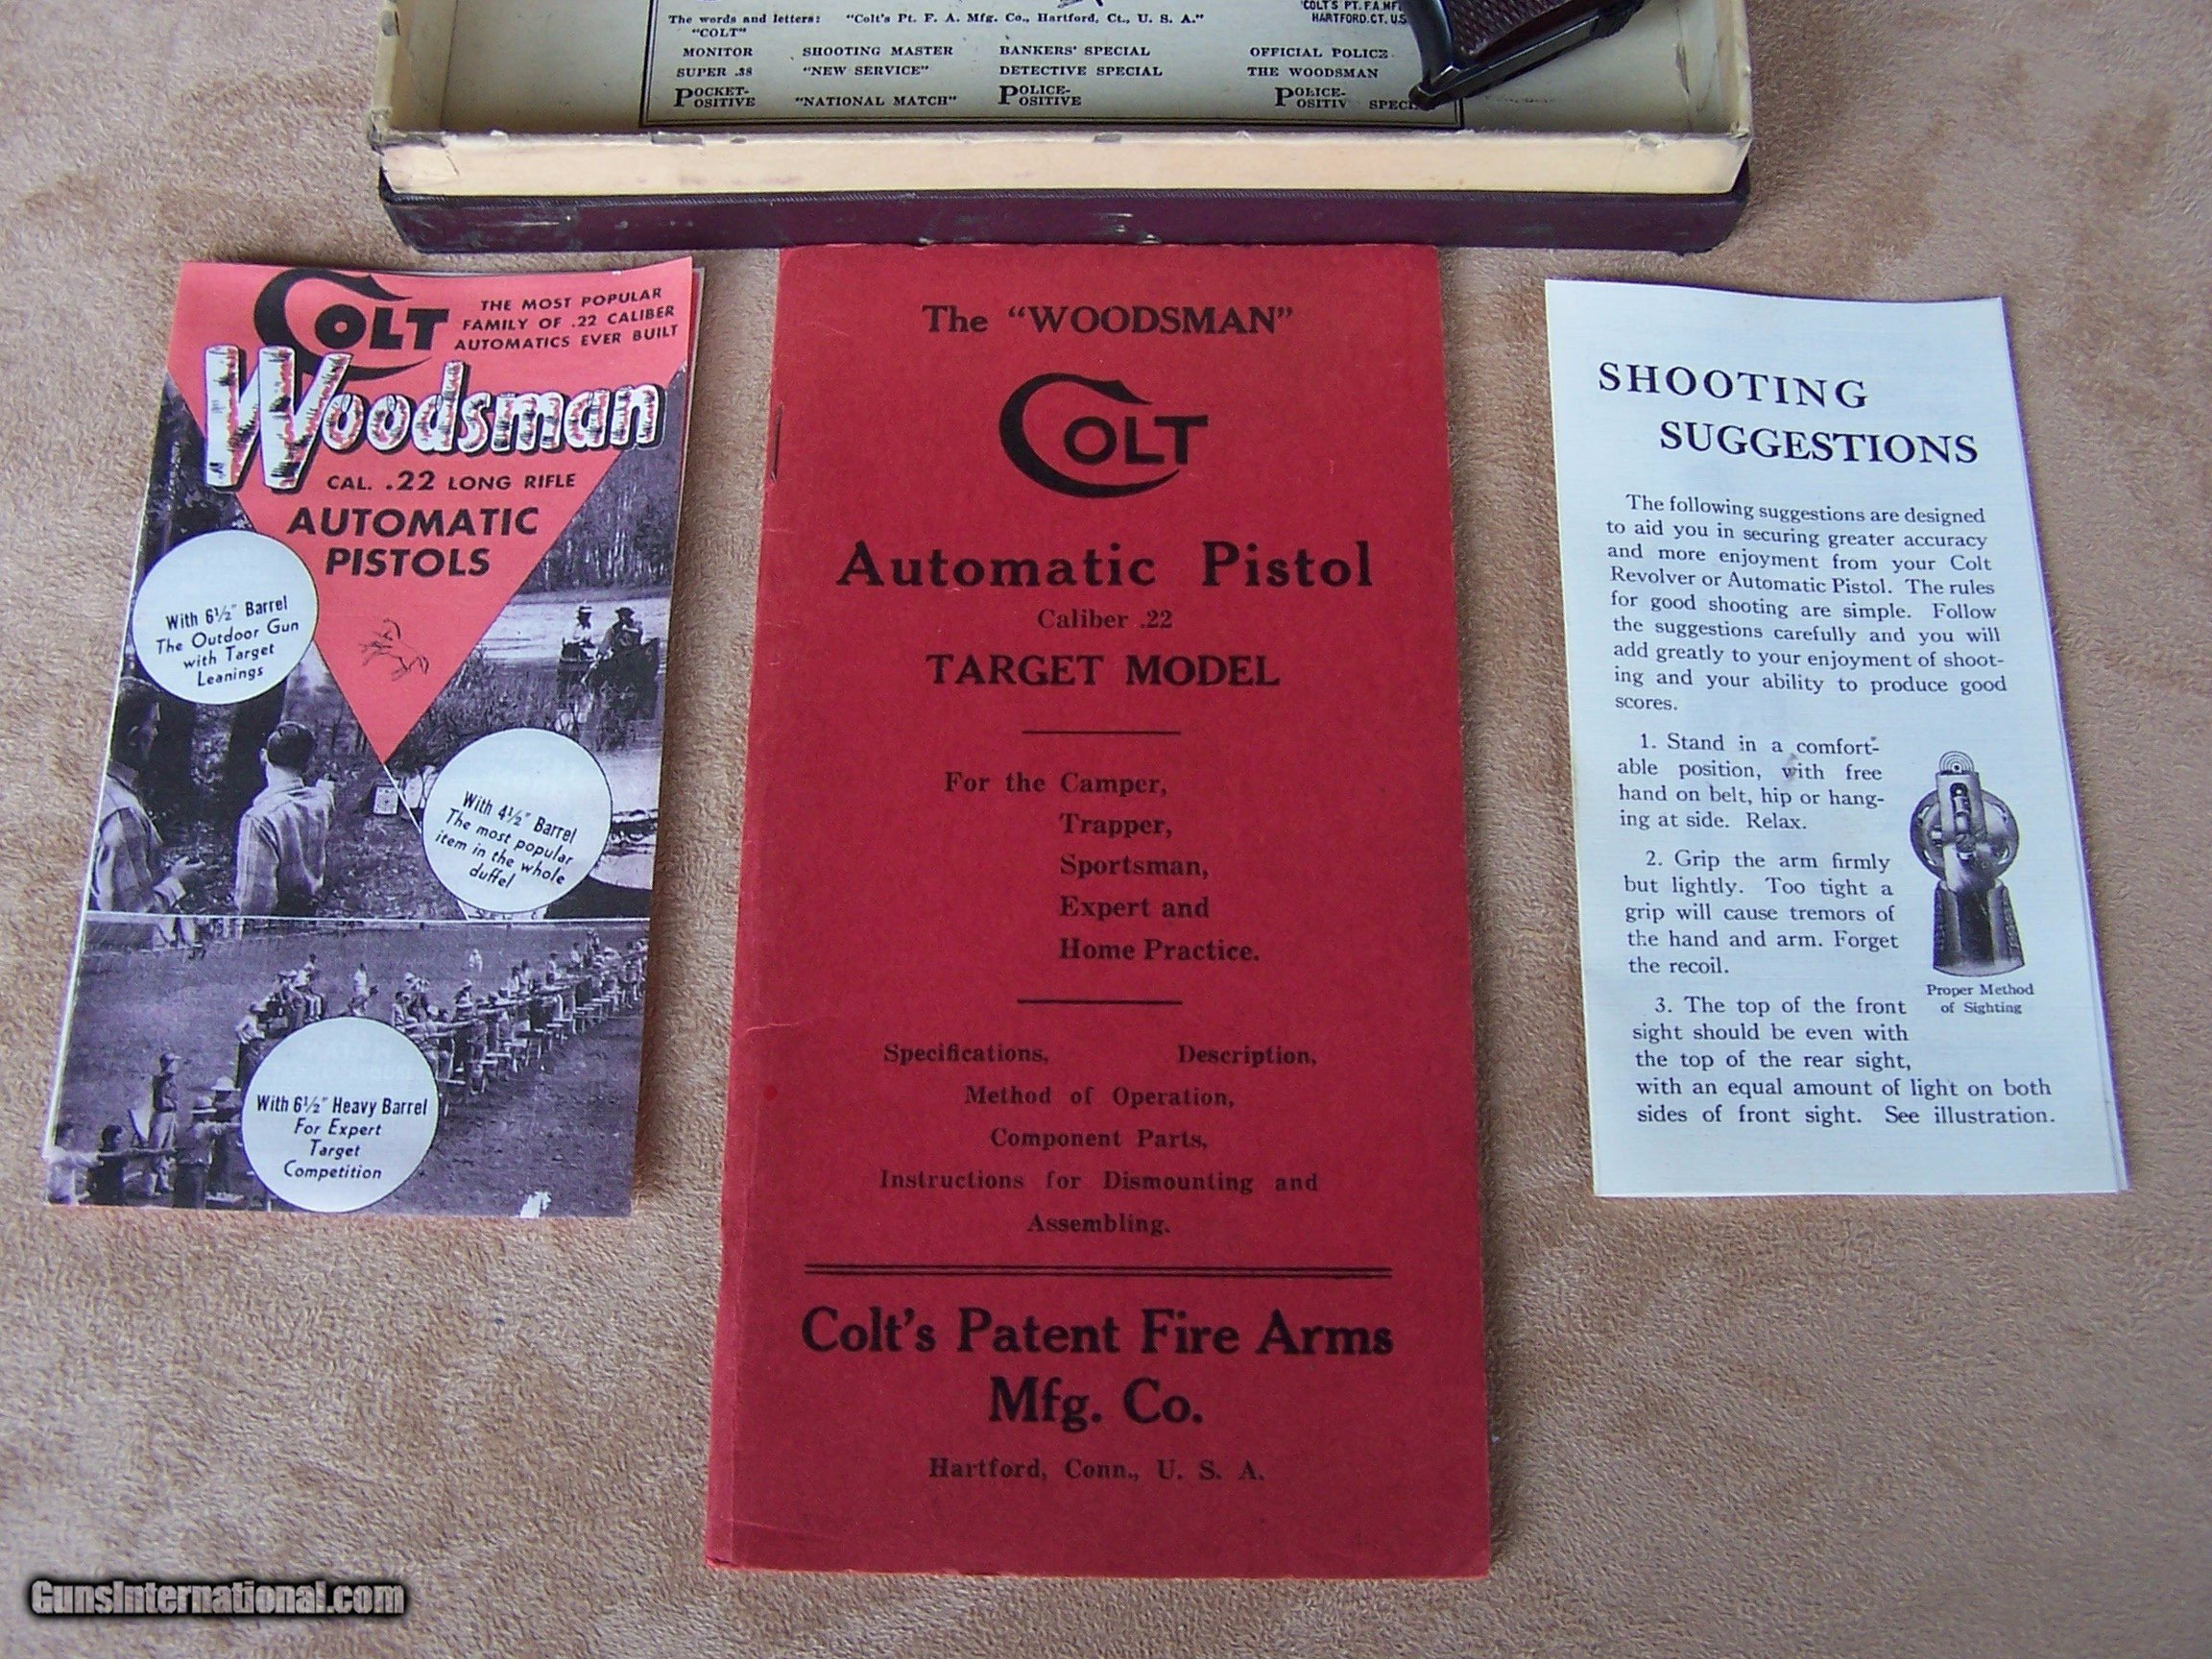 The words and letters: "Colt's Pt. F. A. Mfg. Co., Hartford, Ct., U. S. A."
"COLT"
COLT'S PT. F.A. MF
HARTFORD. CT. U.S
MONITOR SHOOTING MASTER BANKERS' SPECIAL OFFICIAL POLICE
SUPER .38 "NEW SERVICE" DETECTIVE SPECIAL THE WOODSMAN
POCKET-POSITIVE "NATIONAL MATCH" POLICE-POSITIVE POLICE-POSITIV SPECI
COLT
THE MOST POPULAR
FAMILY OF .22 CALIBER
AUTOMATICS EVER BUILT
Woodsman
CAL. .22 LONG RIFLE
AUTOMATIC
PISTOLS
With 6½" Barrel
The Outdoor Gun
with Target
Leanings
With 4½" Barrel
The most popular
item in the whole
duffel
With 6½" Heavy Barrel
For Expert
Target
Competition
The "WOODSMAN"
COLT
Automatic Pistol
Caliber .22
TARGET MODEL
For the Camper,
Trapper,
Sportsman,
Expert and
Home Practice.
Specifications, Description,
Method of Operation,
Component Parts,
Instructions for Dismounting and
Assembling.
Colt's Patent Fire Arms
Mfg. Co.
Hartford, Conn., U. S. A.
SHOOTING
SUGGESTIONS
The following suggestions are designed
to aid you in securing greater accuracy
and more enjoyment from your Colt
Revolver or Automatic Pistol. The rules
for good shooting are simple. Follow
the suggestions carefully and you will
add greatly to your enjoyment of shoot-
ing and your ability to produce good
scores.
1. Stand in a comfort-
able position, with free
hand on belt, hip or hang-
ing at side. Relax.
2. Grip the arm firmly
but lightly. Too tight a
grip will cause tremors of
the hand and arm. Forget
the recoil.
Proper Method
of Sighting
3. The top of the front
sight should be even with
the top of the rear sight,
with an equal amount of light on both
sides of front sight. See illustration.
GunsInternational.com